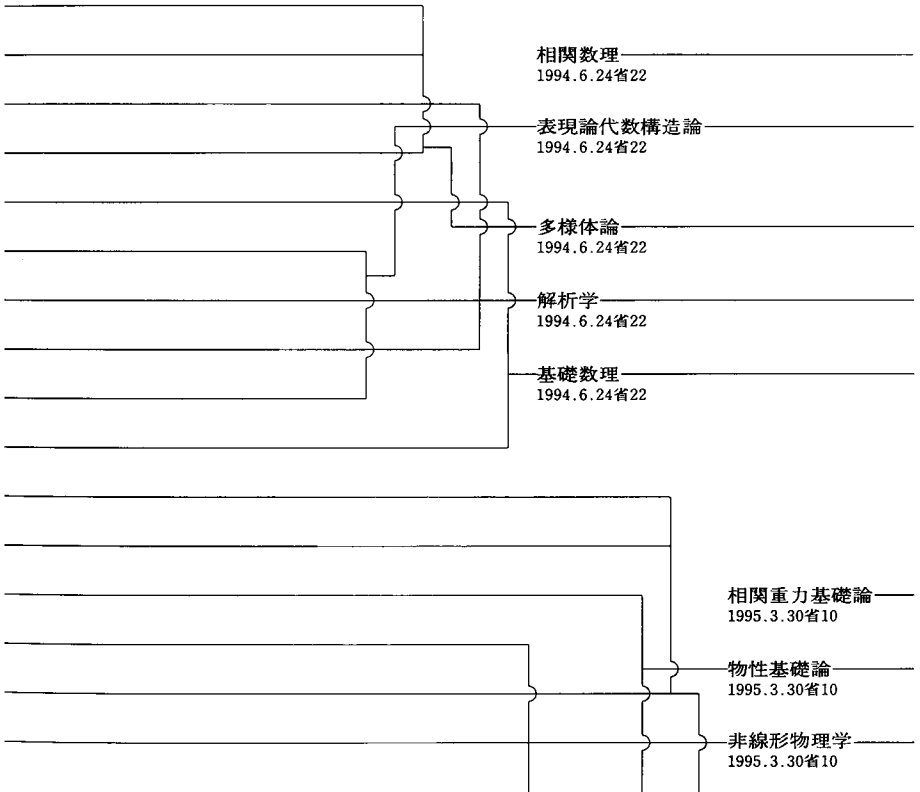 相関数理
1994.6.24省22
表現論代数構造論
1994.6.24省22
多様体論
1994.6.24省22
解析学
1994.6.24省22
基礎数理
1994.6.24省22
相関重力基礎論
1995.3.30省10
物性基礎論
1995.3.30省10
非線形物理学
1995.3.30省10